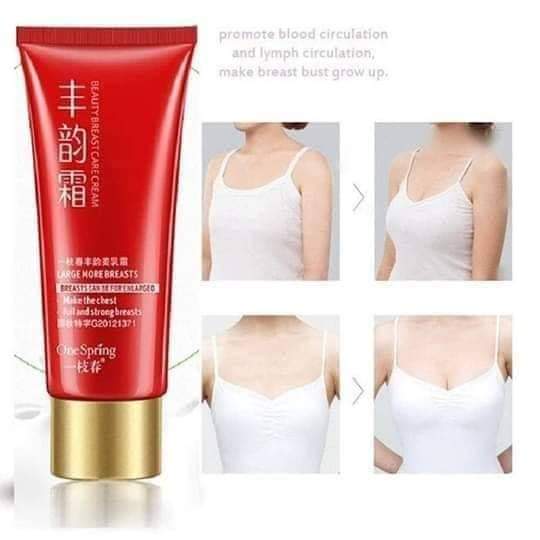 promote blood circulation
and lymph circulation,
make breast bust grow up.
丰韵霜
BEAUTY BREAST CARE CREAM
一枝春丰韵美乳霜
LARGE MORE BREASTS
BREASTS CAN BE FOR ENLARGED
Make the chest
full and strong breasts
国妆特字G20121371
One Spring
一枝春